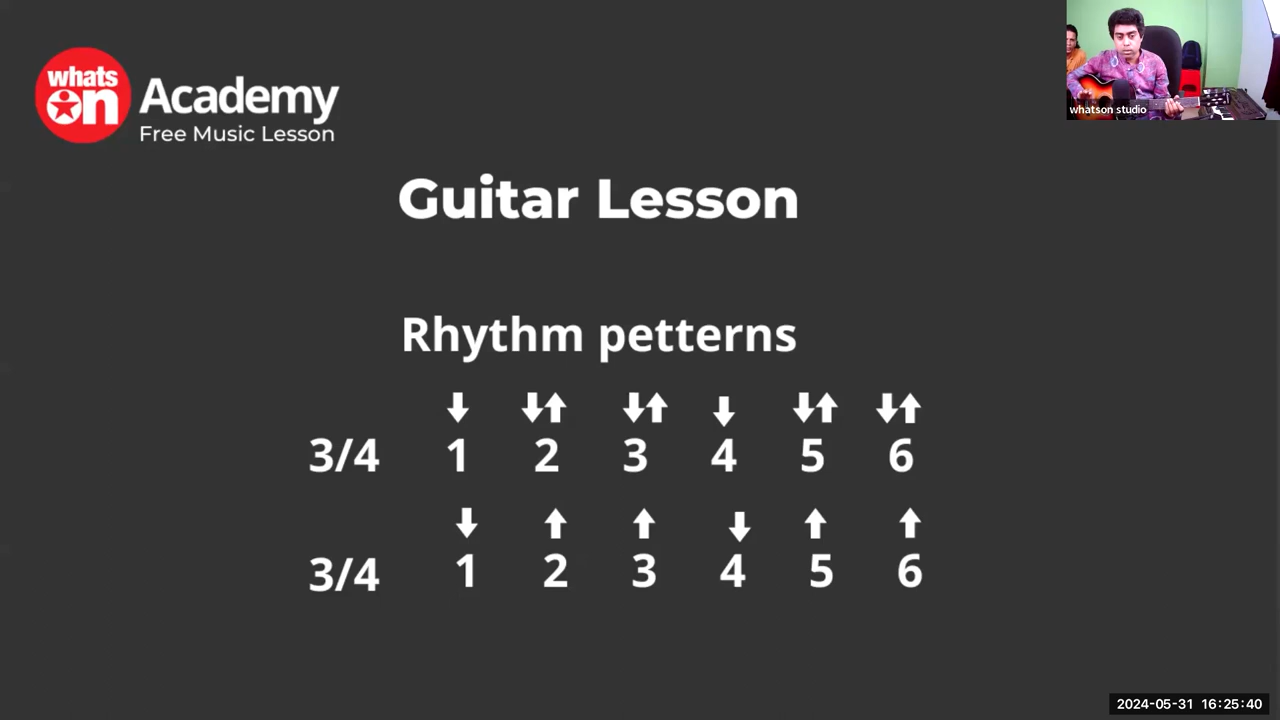 whats
on
Academy
Free Music Lesson
whatson studio
Guitar Lesson
Rhythm petterns
↓ ↓↑ ↓↑ ↓ ↓↑ ↓↑
3/4 1 2 3 4 5 6
↓ ↑ ↑ ↓ ↑ ↑
3/4 1 2 3 4 5 6
2024-05-31 16:25:40